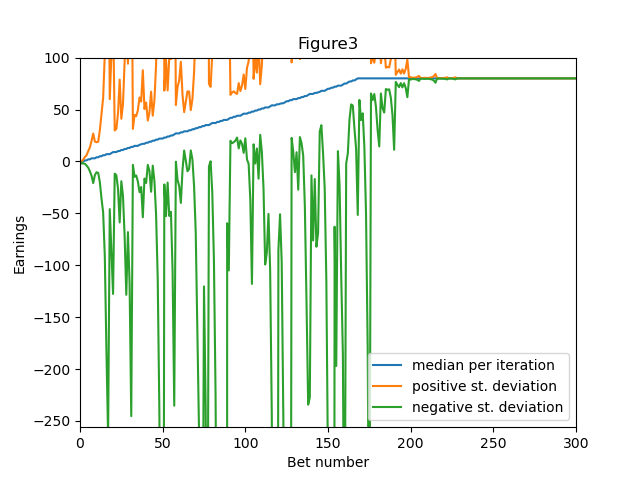 Figure3
Earnings
100
50
0
−50
−100
−150
−200
−250
median per iteration
positive st. deviation
negative st. deviation
0 50 100 150 200 250 300
Bet number